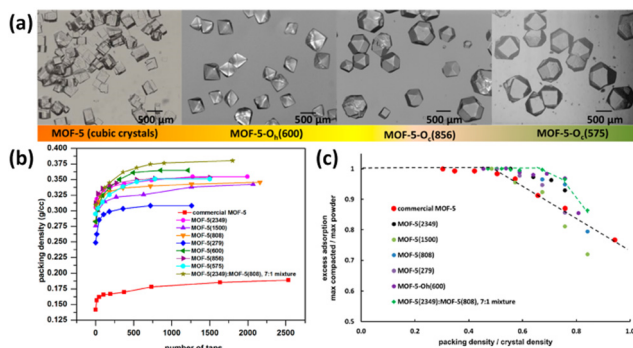 (a)
500 µm
500 µm
500 µm
500 µm
MOF-5 (cubic crystals)
MOF-5-Oh(600)
MOF-5-Oc(856)
MOF-5-Oc(575)
(b)
packing density (g/cc)
0.400
0.375
0.350
0.325
0.300
0.275
0.250
0.225
0.200
0.175
0.150
0.125
commercial MOF-5
MOF-5(2349)
MOF-5(1500)
MOF-5(808)
MOF-5(279)
MOF-5(600)
MOF-5(856)
MOF-5(575)
MOF-5(2349):MOF-5(808), 7:1 mixture
0
500
1000
1500
2000
2500
number of taps
(c)
excess adsorption
max compacted / max powder
1
0.9
0.8
0.7
0.6
0.5
commercial MOF-5
MOF-5(2349)
MOF-5(1500)
MOF-5(808)
MOF-5(279)
MOF-5-Oh(600)
MOF-5(2349):MOF-5(808), 7:1 mixture
0.0
0.2
0.4
0.6
0.8
1.0
packing density / crystal density